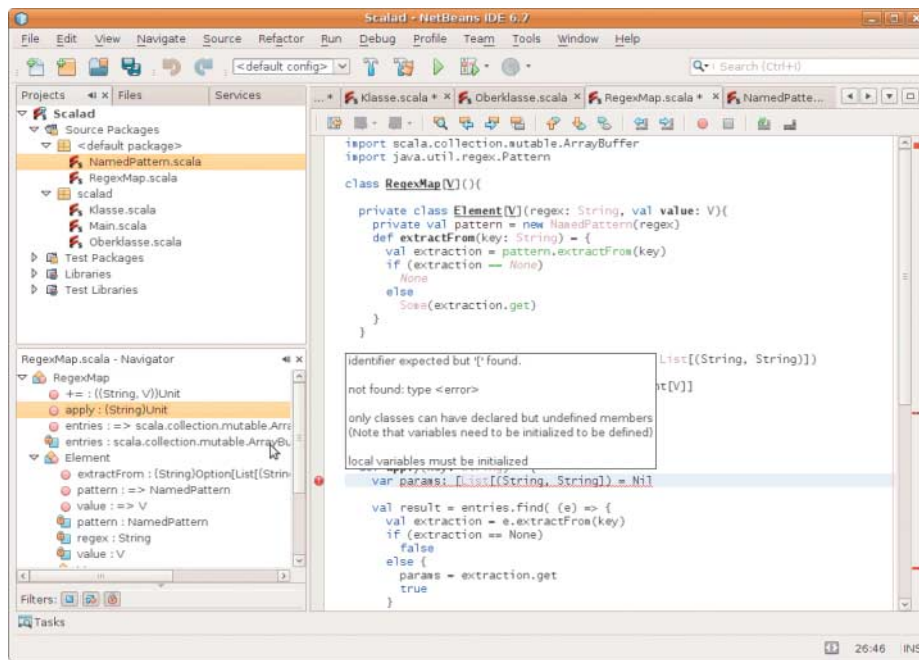 Scalad - NetBeans IDE 6.7
File Edit View Navigate Source Refactor Run Debug Profile Team Tools Window Help
<default config>
Search (Ctrl+I)
Projects Files Services
Scalad
Source Packages
<default package>
NamedPattern.scala
RegexMap.scala
scalad
Klasse.scala
Main.scala
Oberklasse.scala
Test Packages
Libraries
Test Libraries
RegexMap.scala - Navigator
RegexMap
+= : ((String, V))Unit
apply : (String)Unit
entries : => scala.collection.mutable.Arra
entries : scala.collection.mutable.ArrayBu
Element
extractFrom : (String)Option[List[(Strin
pattern : => NamedPattern
value : => V
pattern : NamedPattern
regex : String
value : V
Filters:
Tasks
...* Klasse.scala * Oberklasse.scala RegexMap.scala * NamedPatte...
import scala.collection.mutable.ArrayBuffer
import java.util.regex.Pattern
class RegexMap[V](){
private class Element[V](regex: String, val value: V){
private val pattern = new NamedPattern(regex)
def extractFrom(key: String) = {
val extraction = pattern.extractFrom(key)
if (extraction == None)
None
else
Some(extraction.get)
}
}
List[(String, String)])
nt[V]]
identifier expected but '[' found.
not found: type <error>
only classes can have declared but undefined members
(Note that variables need to be initialized to be defined)
local variables must be initialized
var params: [List[(String, String]) = Nil
val result = entries.find( (e) => {
val extraction = e.extractFrom(key)
if (extraction == None)
false
else {
params = extraction.get
true
}
26:46 INS